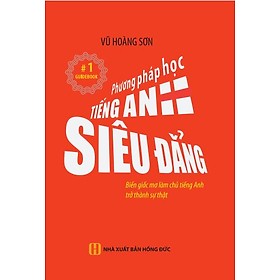 VŨ HOÀNG SƠN
# 1
GUIDEBOOK
Phương pháp học
TIẾNG ANH
SIÊU ĐẲNG
Biến giấc mơ làm chủ tiếng Anh
trở thành sự thật
NHÀ XUẤT BẢN HỒNG ĐỨC